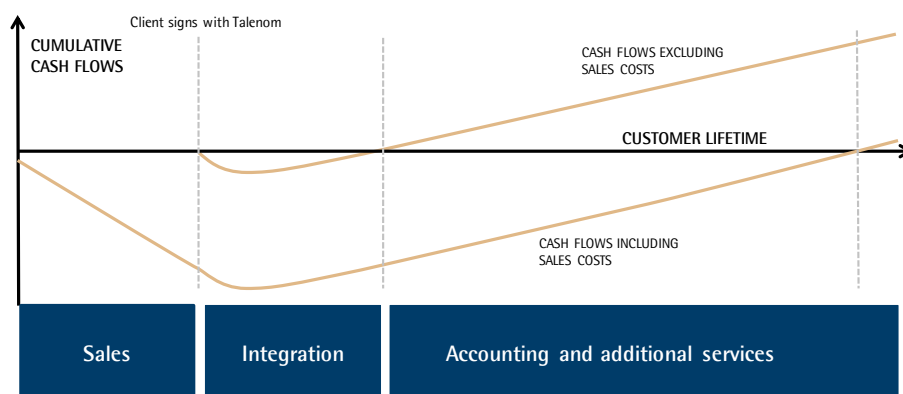 Client signs with Talenom
CUMULATIVE
CASH FLOWS
CASH FLOWS EXCLUDING
SALES COSTS
CUSTOMER LIFETIME
CASH FLOWS INCLUDING
SALES COSTS
Sales
Integration
Accounting and additional services